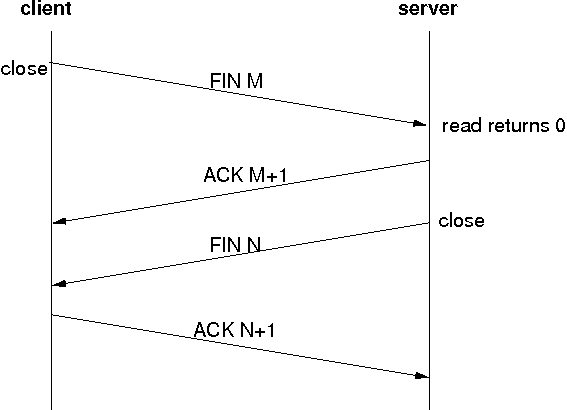 client
server
close
FIN M
read returns 0
ACK M+1
close
FIN N
ACK N+1